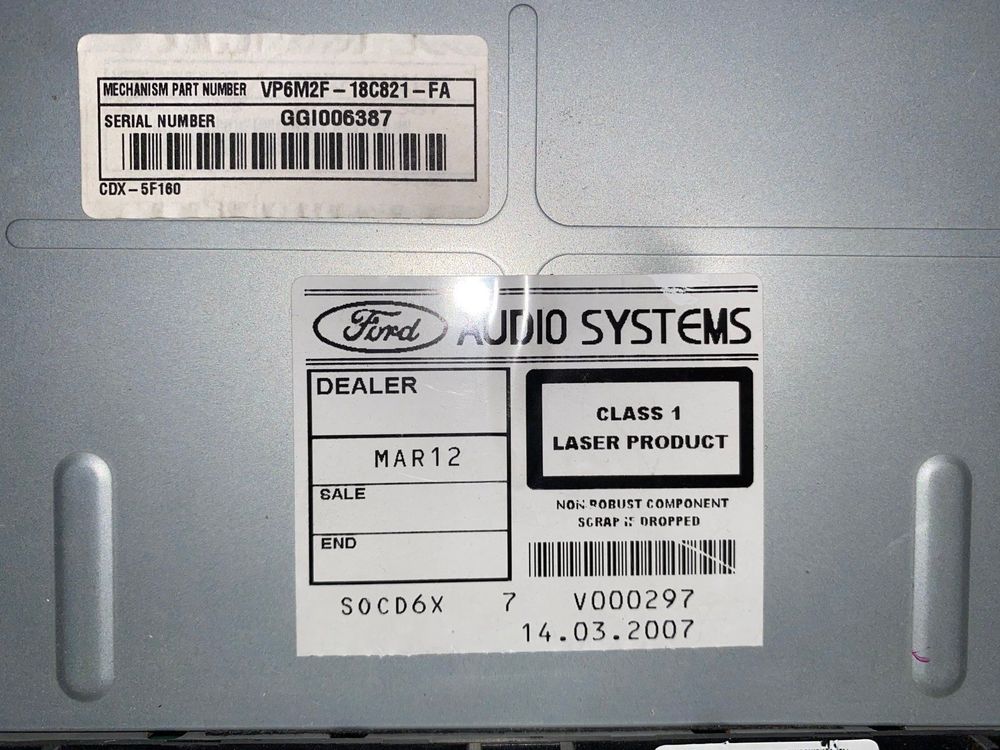 MECHANISM PART NUMBER VP6M2F-18C821-FA
SERIAL NUMBER GGI006387
CDX-5F160
Ford AUDIO SYSTEMS
DEALER
MAR12
SALE
END
CLASS 1
LASER PRODUCT
NON ROBUST COMPONENT
SCRAP IF DROPPED
SOCD6X 7 V000297
14.03.2007